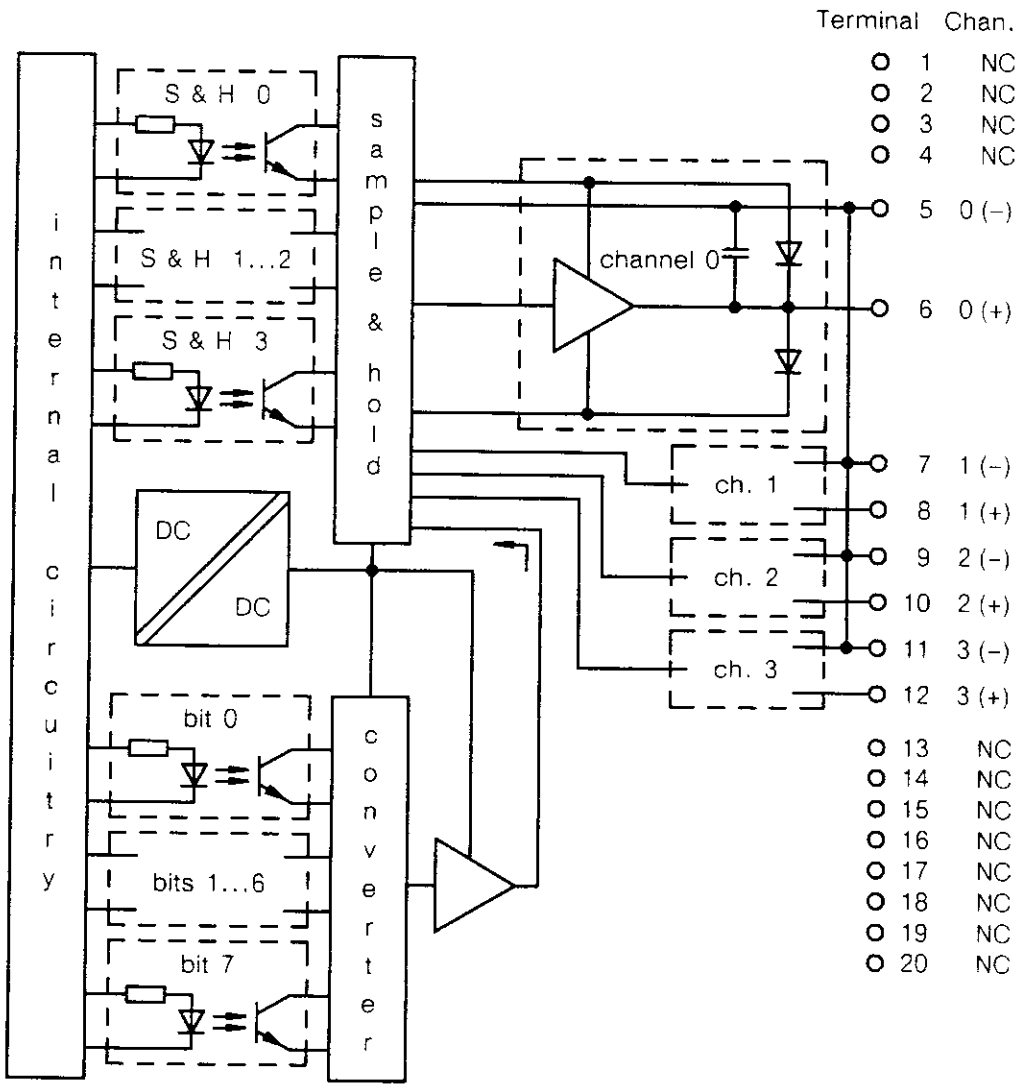 Terminal Chan.
1 NC
2 NC
3 NC
4 NC
5 0 (–)
6 0 (+)
7 1 (–)
8 1 (+)
9 2 (–)
10 2 (+)
11 3 (–)
12 3 (+)
13 NC
14 NC
15 NC
16 NC
17 NC
18 NC
19 NC
20 NC
internal circuitry
S & H 0
S & H 1...2
S & H 3
sample & hold
channel 0
ch. 1
ch. 2
ch. 3
DC
DC
bit 0
bits 1...6
bit 7
converter